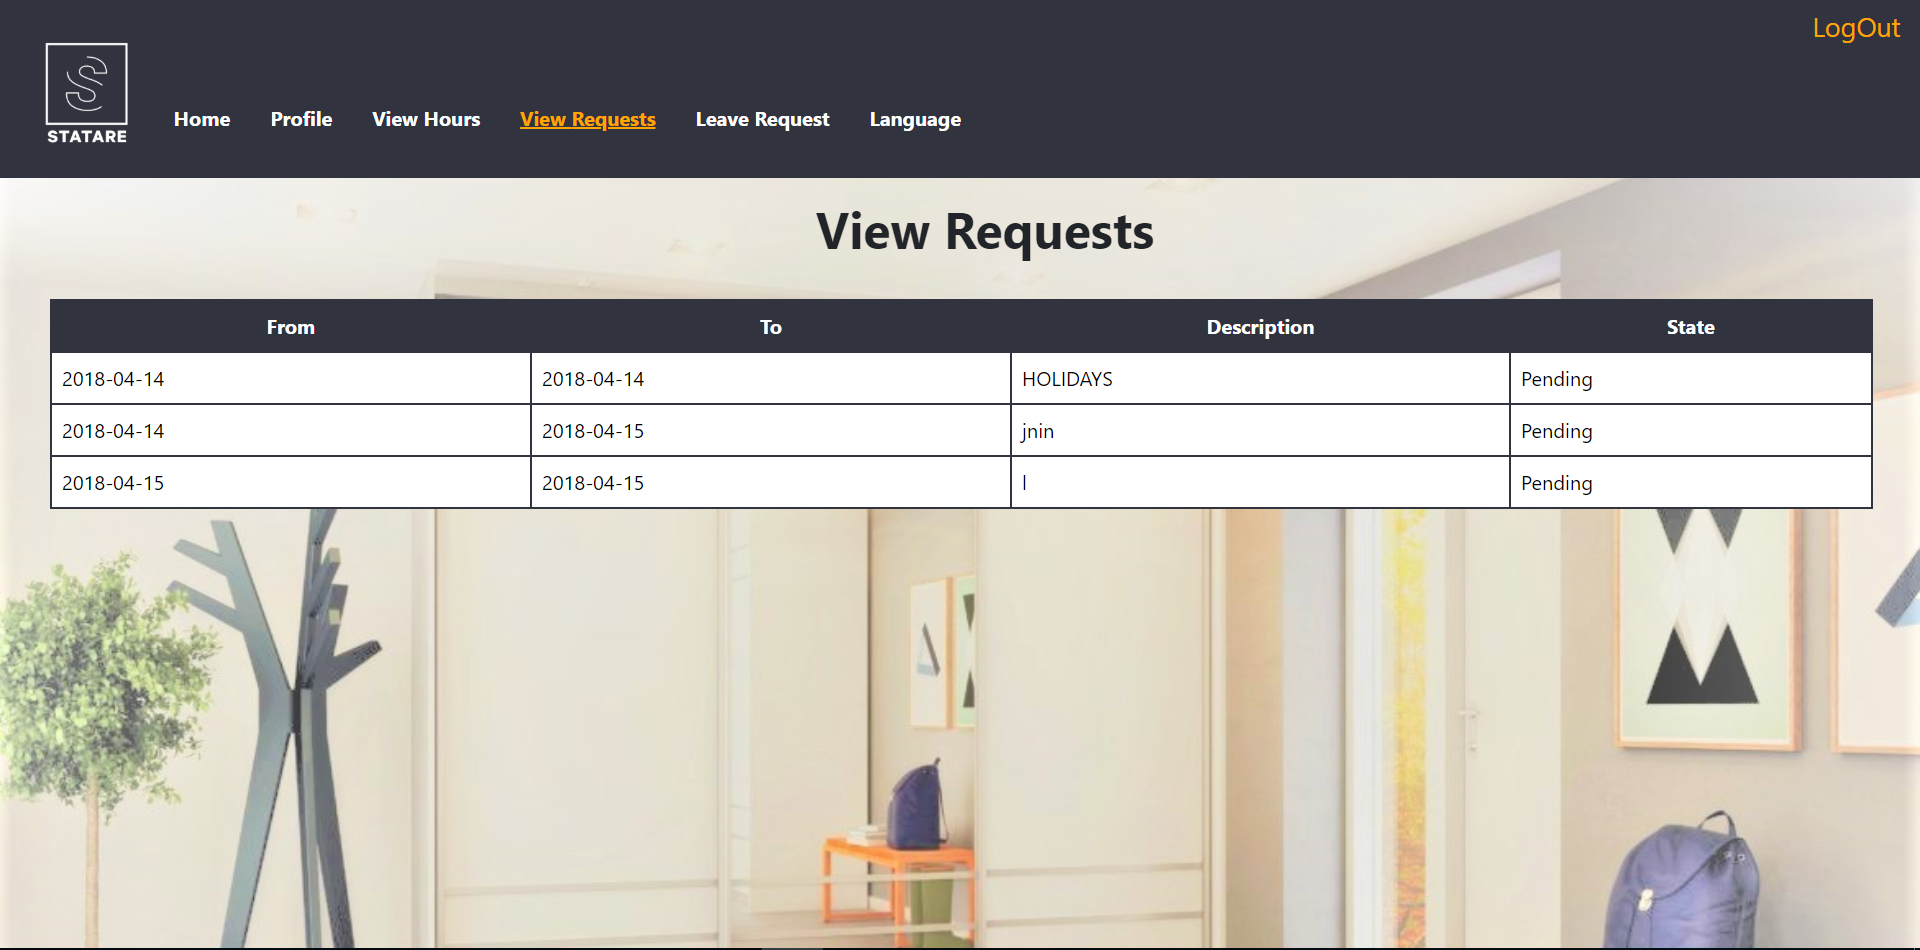 LogOut
STATARE
Home Profile View Hours View Requests Leave Request Language
View Requests
From To Description State
2018-04-14 2018-04-14 HOLIDAYS Pending
2018-04-14 2018-04-15 jnin Pending
2018-04-15 2018-04-15 l Pending